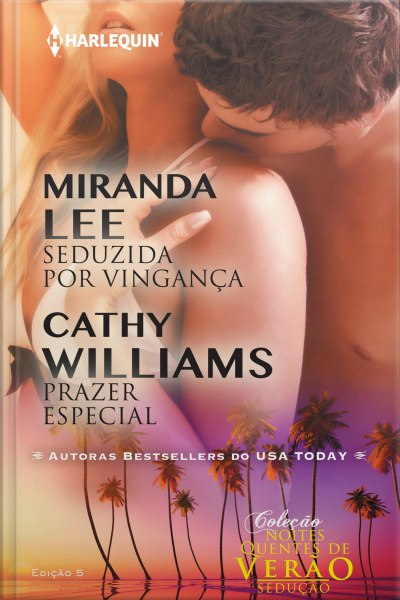 HARLEQUIN™
MIRANDA
LEE
SEDUZIDA
POR VINGANÇA
CATHY
WILLIAMS
PRAZER
ESPECIAL
AUTORAS BESTSELLERS DO USA TODAY
Coleção
NOITES
QUENTES DE
VERÃO
SEDUÇÃO
EDIÇÃO 5